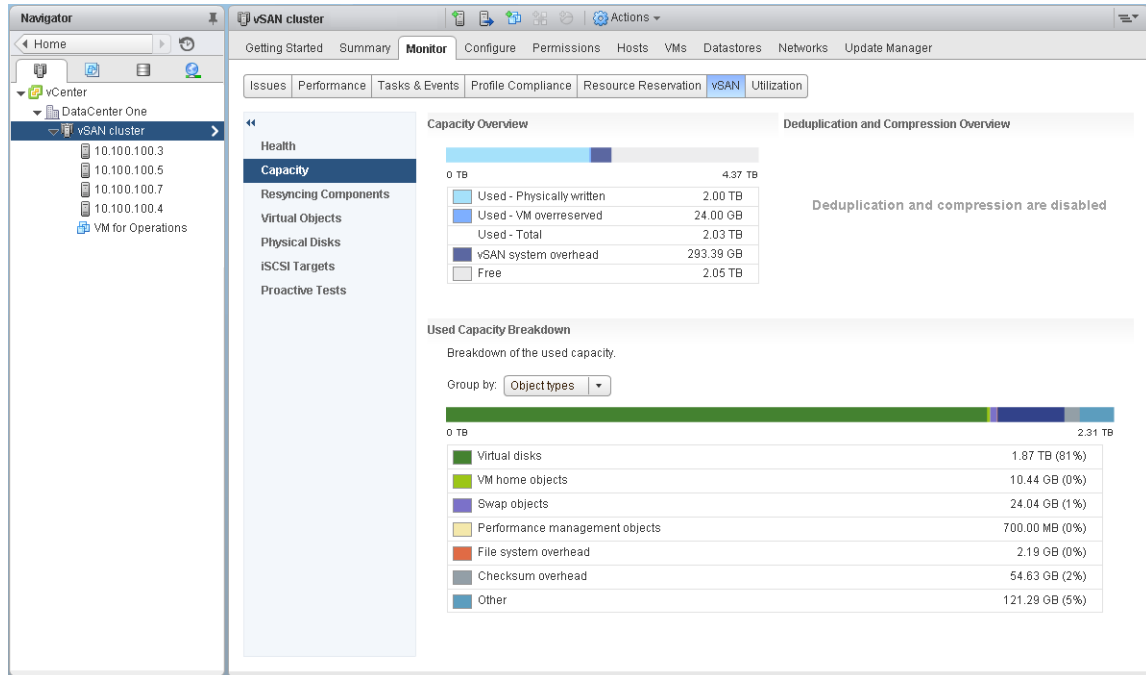 Navigator
Home
vCenter
DataCenter One
vSAN cluster
10.100.100.3
10.100.100.5
10.100.100.7
10.100.100.4
VM for Operations
vSAN cluster
Actions
Getting Started Summary Monitor Configure Permissions Hosts VMs Datastores Networks Update Manager
Issues Performance Tasks & Events Profile Compliance Resource Reservation vSAN Utilization
Health
Capacity
Resyncing Components
Virtual Objects
Physical Disks
iSCSI Targets
Proactive Tests
Capacity Overview
0 TB 4.37 TB
Used - Physically written 2.00 TB
Used - VM overreserved 24.00 GB
Used - Total 2.03 TB
vSAN system overhead 293.39 GB
Free 2.05 TB
Deduplication and Compression Overview
Deduplication and compression are disabled
Used Capacity Breakdown
Breakdown of the used capacity.
Group by: Object types
0 TB 2.31 TB
Virtual disks 1.87 TB (81%)
VM home objects 10.44 GB (0%)
Swap objects 24.04 GB (1%)
Performance management objects 700.00 MB (0%)
File system overhead 2.19 GB (0%)
Checksum overhead 54.63 GB (2%)
Other 121.29 GB (5%)